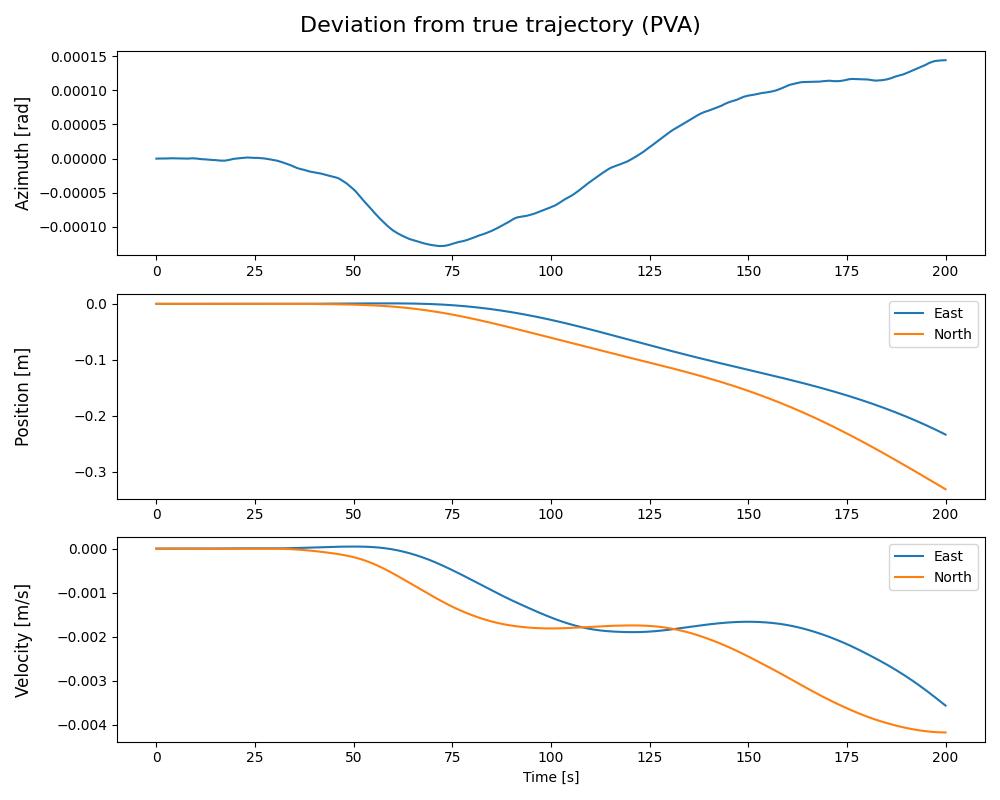 Deviation from true trajectory (PVA)
Azimuth [rad]
0.00015
0.00010
0.00005
0.00000
−0.00005
−0.00010
0 25 50 75 100 125 150 175 200
Position [m]
0.0
−0.1
−0.2
−0.3
East
North
0 25 50 75 100 125 150 175 200
Velocity [m/s]
0.000
−0.001
−0.002
−0.003
−0.004
East
North
0 25 50 75 100 125 150 175 200
Time [s]